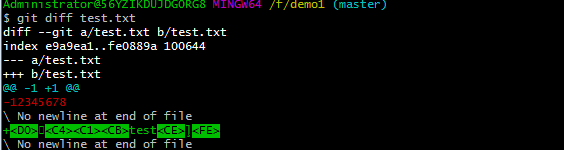 Administrator@56YZIKDUJDGORG8 MINGW64 /f/demo1 (master)
$ git diff test.txt
diff --git a/test.txt b/test.txt
index e9a9ea1..fe0889a 100644
--- a/test.txt
+++ b/test.txt
@@ -1 +1 @@
-12345678
\ No newline at end of file
+<D0>޸<C4><C1><CB>test<CE>ļ<FE>
\ No newline at end of file